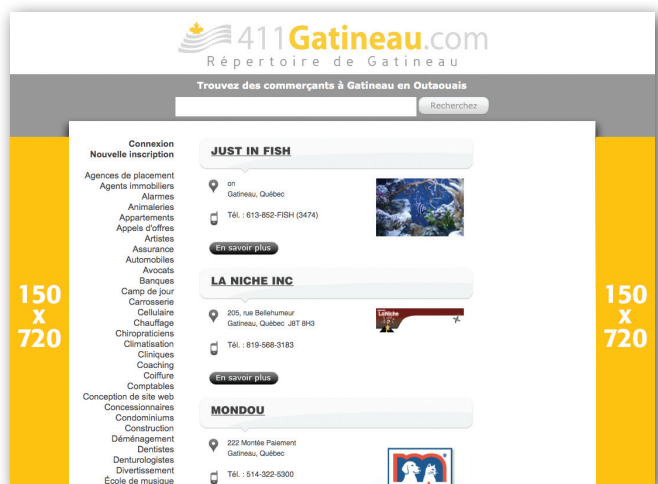 411Gatineau.com
Répertoire de Gatineau
Trouvez des commerçants à Gatineau en Outaouais
Recherchez
150
x
720
Connexion
Nouvelle inscription
Agences de placement
Agents immobiliers
Alarmes
Animaleries
Appartements
Appels d'offres
Artistes
Assurance
Automobiles
Avocats
Banques
Camp de jour
Carrosserie
Cellulaire
Chauffage
Chiropraticiens
Climatisation
Cliniques
Coaching
Coiffure
Comptables
Conception de site web
Concessionnaires
Condominiums
Construction
Déménagement
Dentistes
Denturologistes
Divertissement
École de musique
JUST IN FISH
on
Gatineau, Québec
Tél. : 613-852-FISH (3474)
En savoir plus
LA NICHE INC
205, rue Bellehumeur
Gatineau, Québec J8T 8H3
Tél. : 819-568-3183
LaNiche
En savoir plus
MONDOU
222 Montée Paiement
Gatineau, Québec
Tél. : 514-322-5300
150
x
720